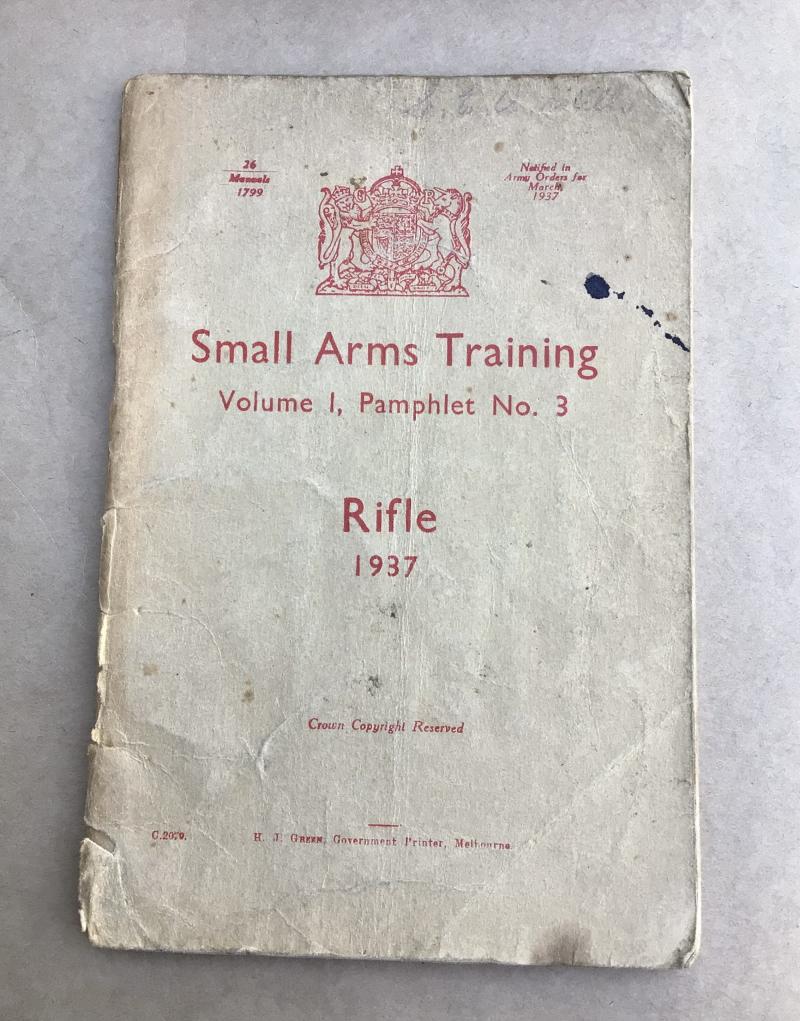 26
Manuals
1799
Notified in
Army Orders for
March,
1937
Small Arms Training
Volume I, Pamphlet No. 3
Rifle
1937
Crown Copyright Reserved
H. J. GREEN, Government Printer, Melbourne